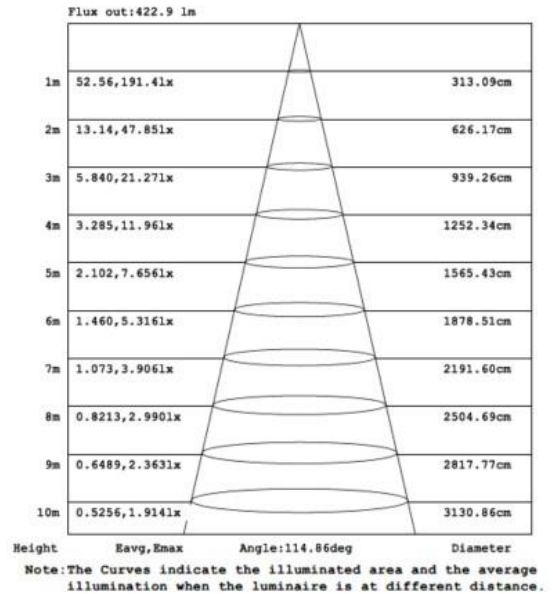 Flux out:422.9 lm
1m 52.56,191.4lx 313.09cm
2m 13.14,47.85lx 626.17cm
3m 5.840,21.27lx 939.26cm
4m 3.285,11.96lx 1252.34cm
5m 2.102,7.656lx 1565.43cm
6m 1.460,5.316lx 1878.51cm
7m 1.073,3.906lx 2191.60cm
8m 0.8213,2.990lx 2504.69cm
9m 0.6489,2.363lx 2817.77cm
10m 0.5256,1.914lx 3130.86cm
Height Eavg,Emax Angle:114.86deg Diameter
Note:The Curves indicate the illuminated area and the average
illumination when the luminaire is at different distance.